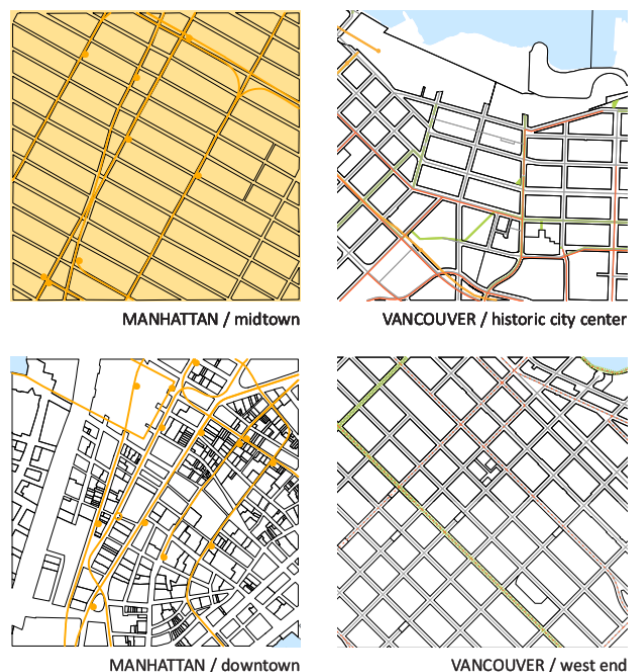 MANHATTAN / midtown
VANCOUVER / historic city center
MANHATTAN / downtown
VANCOUVER / west end